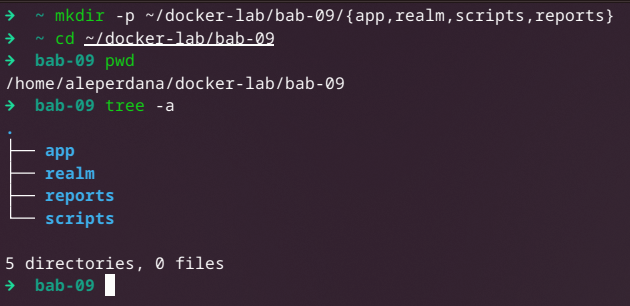 ➜ ~ mkdir -p ~/docker-lab/bab-09/{app,realm,scripts,reports}
➜ ~ cd ~/docker-lab/bab-09
➜ bab-09 pwd
/home/aleperdana/docker-lab/bab-09
➜ bab-09 tree -a
.
├── app
├── realm
├── reports
└── scripts
5 directories, 0 files
➜ bab-09